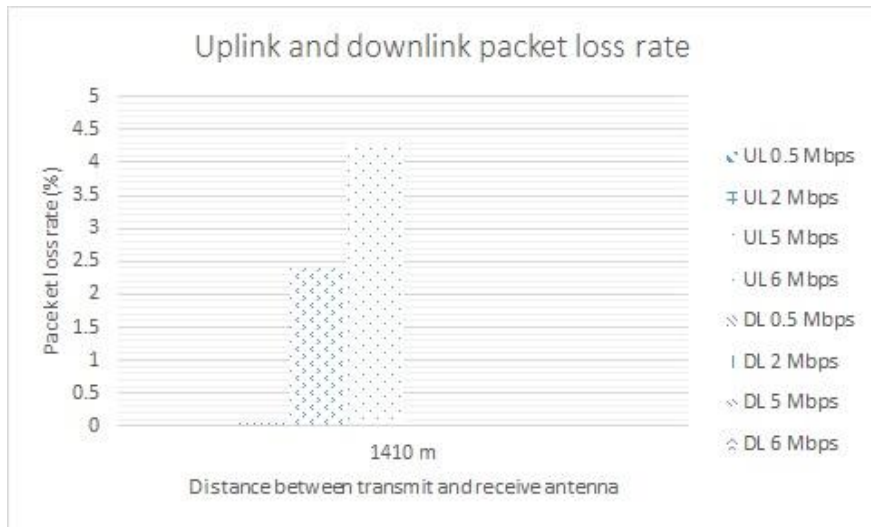 Uplink and downlink packet loss rate
5
4.5
4
3.5
3
2.5
2
1.5
1
0.5
0
Paceket loss rate (%)
1410 m
Distance between transmit and receive antenna
UL 0.5 Mbps
UL 2 Mbps
UL 5 Mbps
UL 6 Mbps
DL 0.5 Mbps
DL 2 Mbps
DL 5 Mbps
DL 6 Mbps